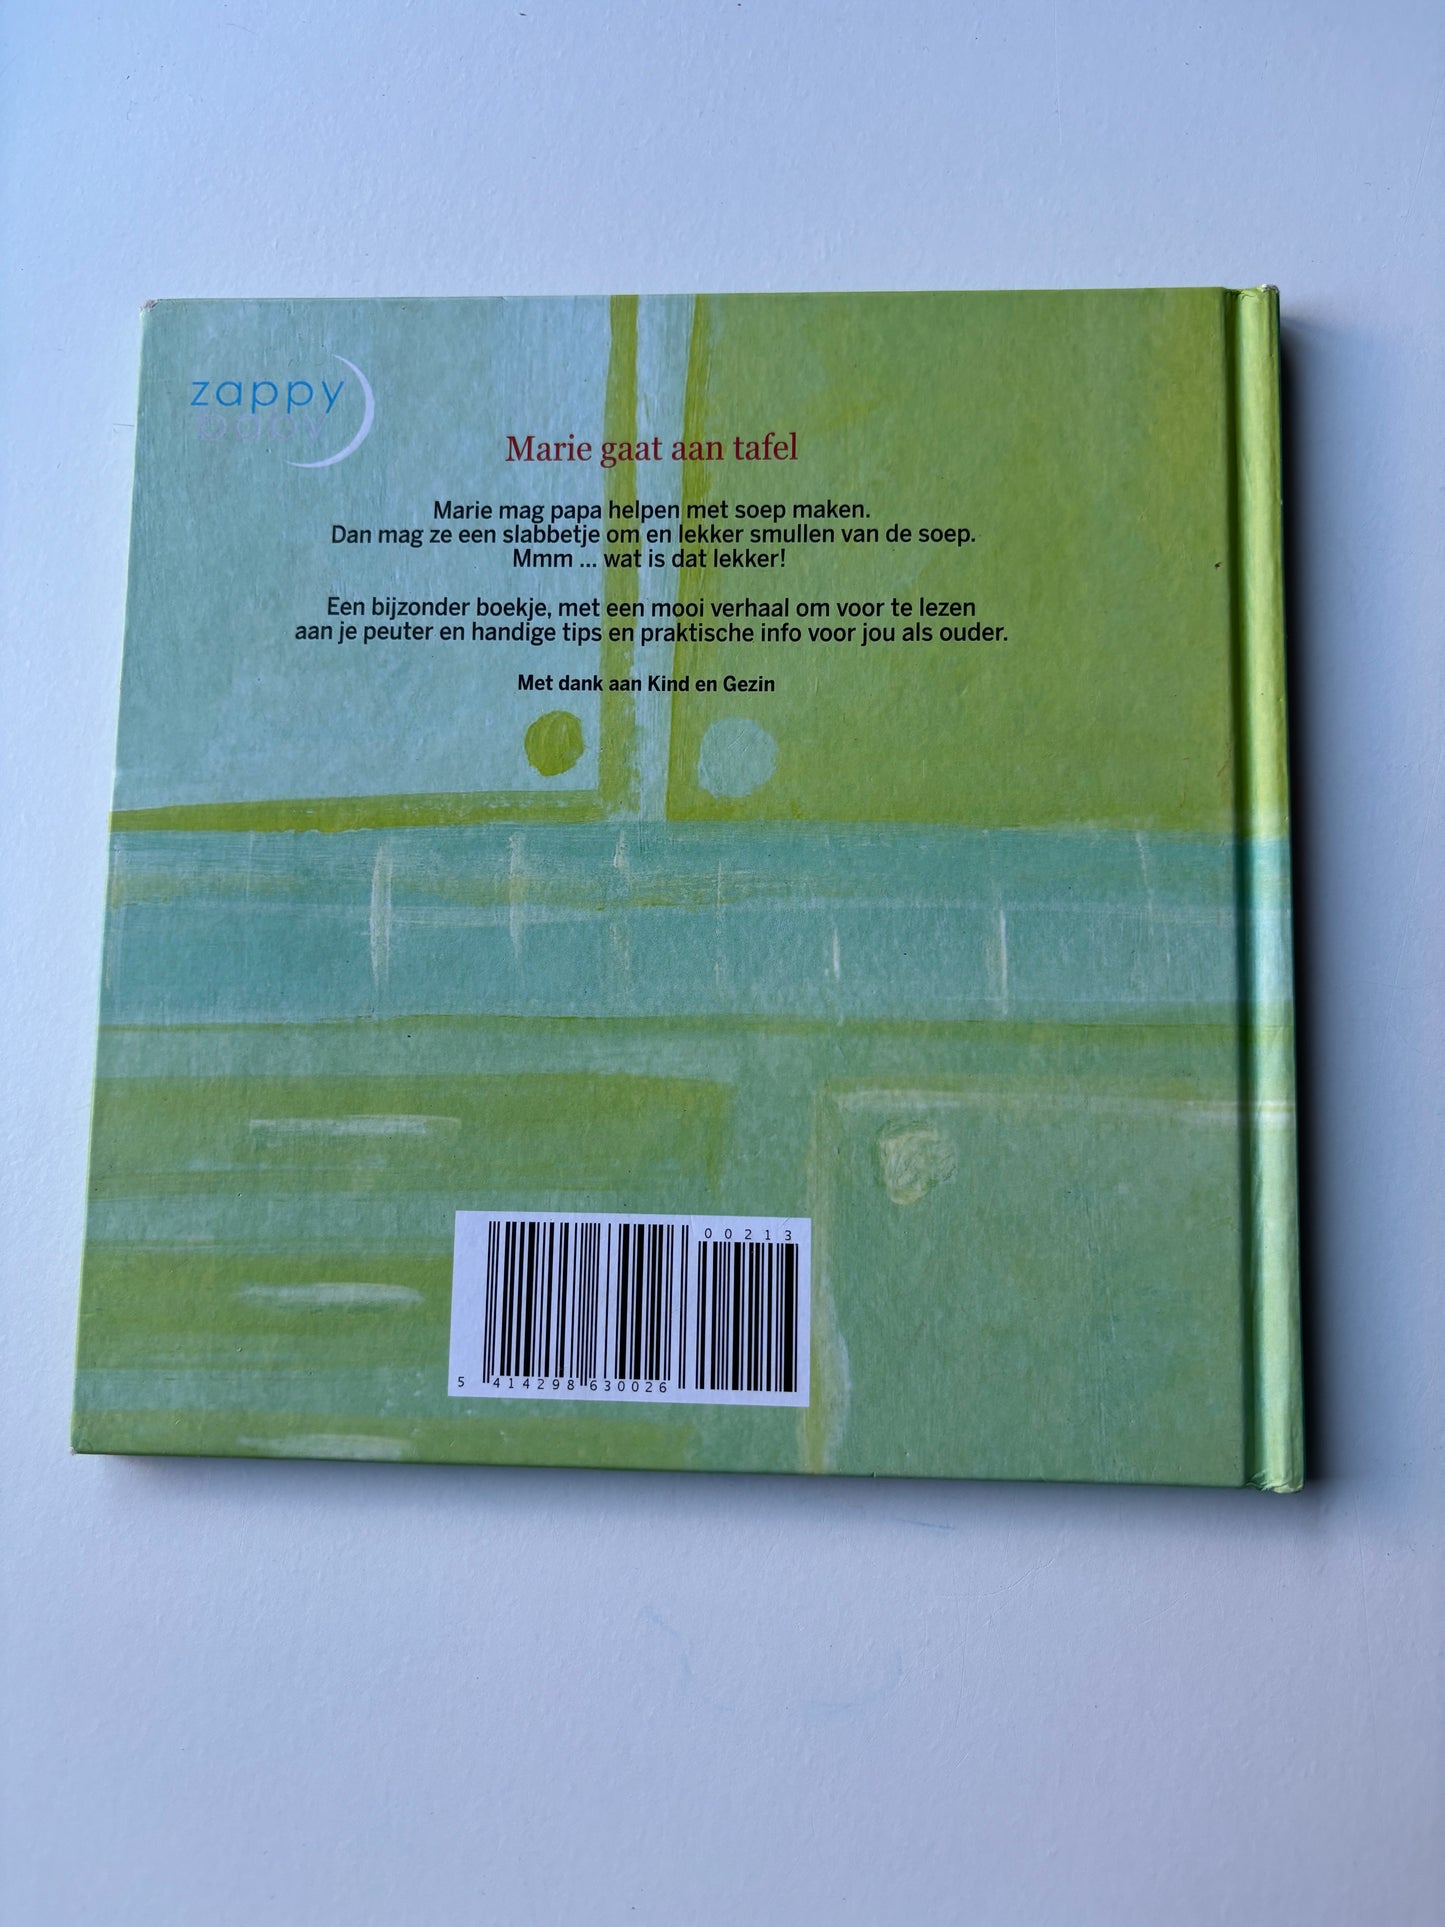 zappy
baby
Marie gaat aan tafel
Marie mag papa helpen met soep maken.
Dan mag ze een slabbetje om en lekker smullen van de soep.
Mmm ... wat is dat lekker!
Een bijzonder boekje, met een mooi verhaal om voor te lezen
aan je peuter en handige tips en praktische info voor jou als ouder.
Met dank aan Kind en Gezin
00213
5 414298 630026